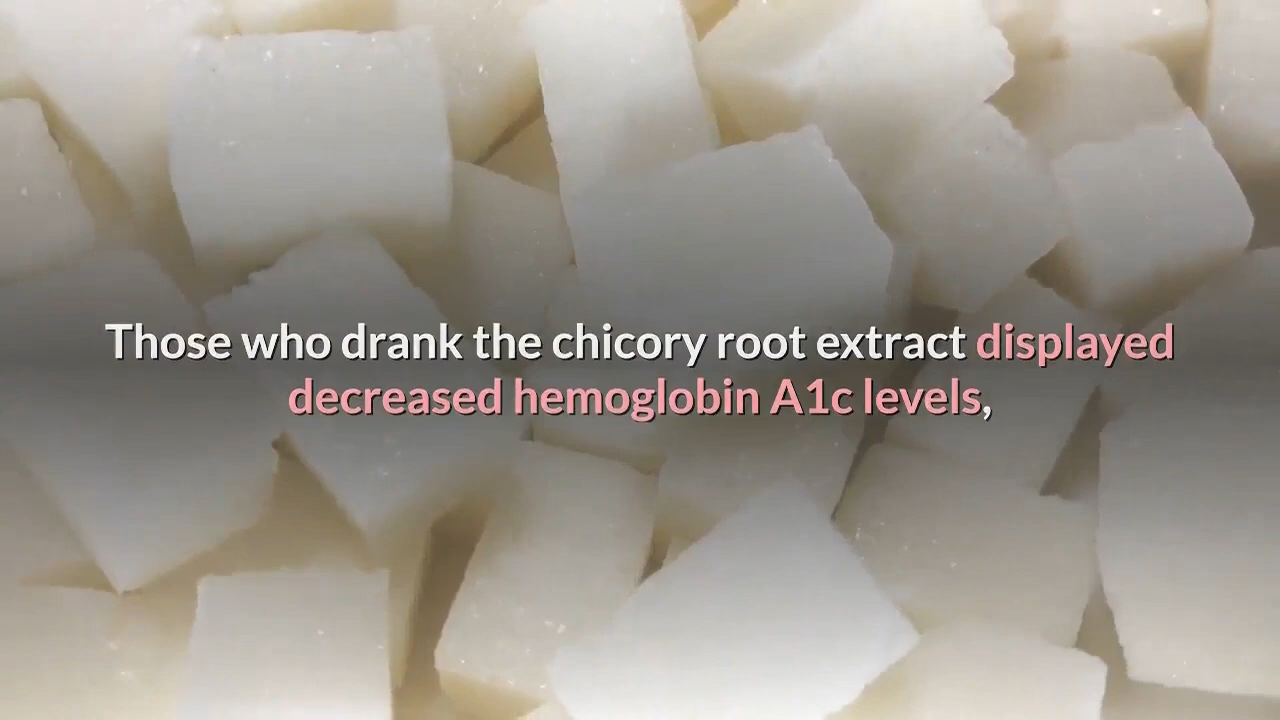 Those who drank the chicory root extract displayed
decreased hemoglobin A1c levels,